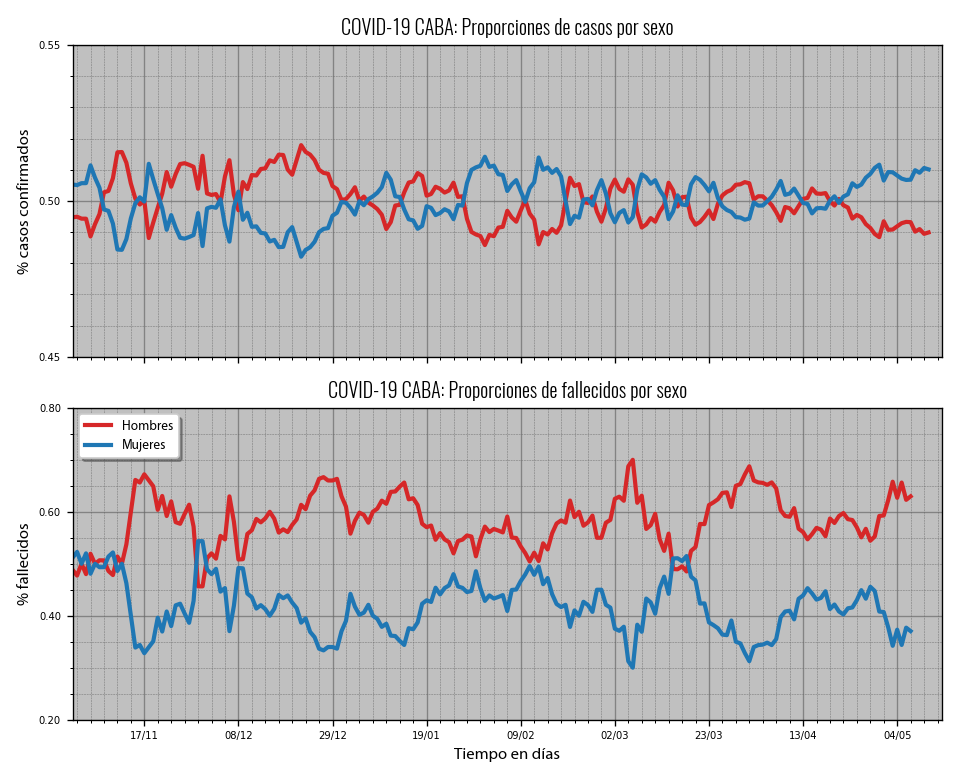 COVID-19 CABA: Proporciones de casos por sexo
0.55
0.50
0.45
% casos confirmados
COVID-19 CABA: Proporciones de fallecidos por sexo
0.80
0.60
0.40
0.20
% fallecidos
Hombres
Mujeres
17/11 08/12 29/12 19/01 09/02 02/03 23/03 13/04 04/05
Tiempo en días